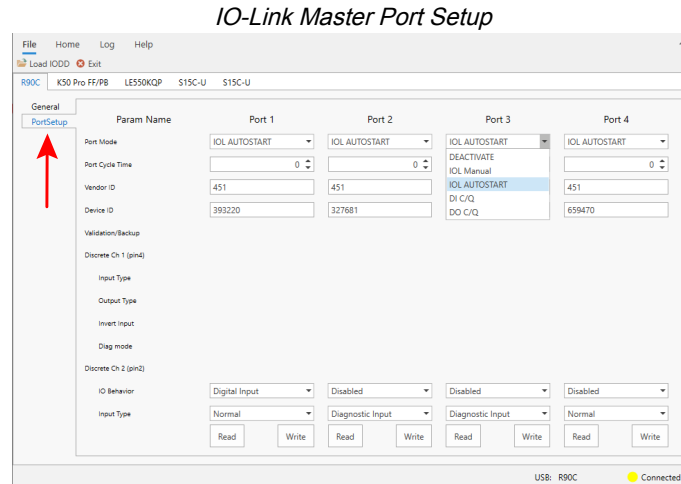 IO-Link Master Port Setup
File Home Log Help
Load IODD Exit
R90C K50 Pro FF/PB LE550KQP S15C-U S15C-U
General
PortSetup
Param Name Port 1 Port 2 Port 3 Port 4
Port Mode IOL AUTOSTART IOL AUTOSTART IOL AUTOSTART IOL AUTOSTART
DEACTIVATE
Port Cycle Time 0 0 0
IOL Manual
IOL AUTOSTART
Vendor ID 451 451 451
DI C/Q
Device ID 393220 327681 659470
DO C/Q
Validation/Backup
Discrete Ch 1 (pin4)
Input Type
Output Type
Invert Input
Diag mode
Discrete Ch 2 (pin2)
IO Behavior Digital Input Disabled Disabled Disabled
Input Type Normal Diagnostic Input Diagnostic Input Normal
Read Write Read Write Read Write Read Write
USB: R90C Connected